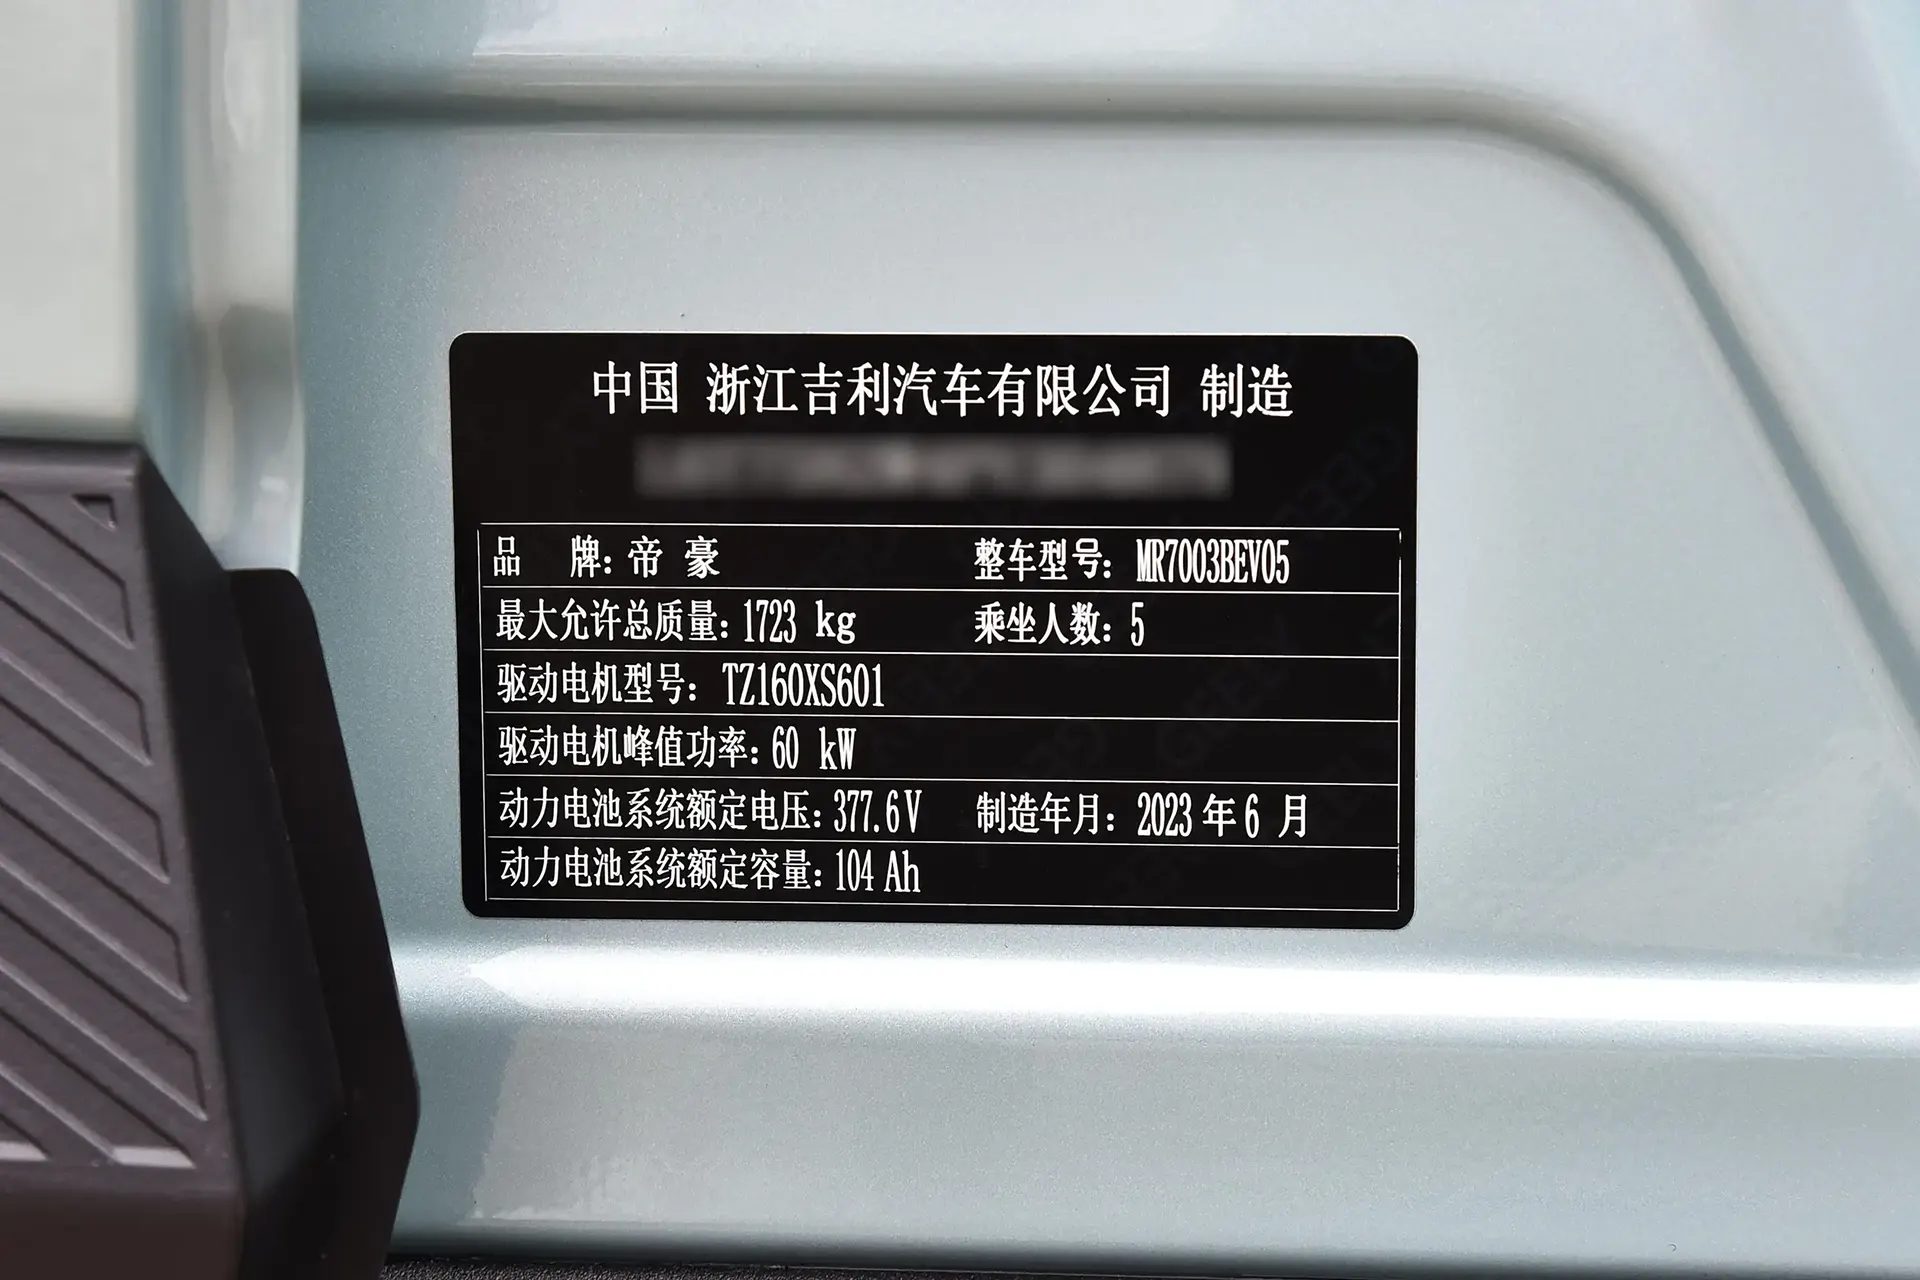 中国 浙江吉利汽车有限公司 制造
品 牌：帝 豪 整车型号：MR7003BEV05
最大允许总质量：1723 kg 乘坐人数：5
驱动电机型号：TZ160XS601
驱动电机峰值功率：60 kW
动力电池系统额定电压：377.6V 制造年月：2023 年 6 月
动力电池系统额定容量：104 Ah